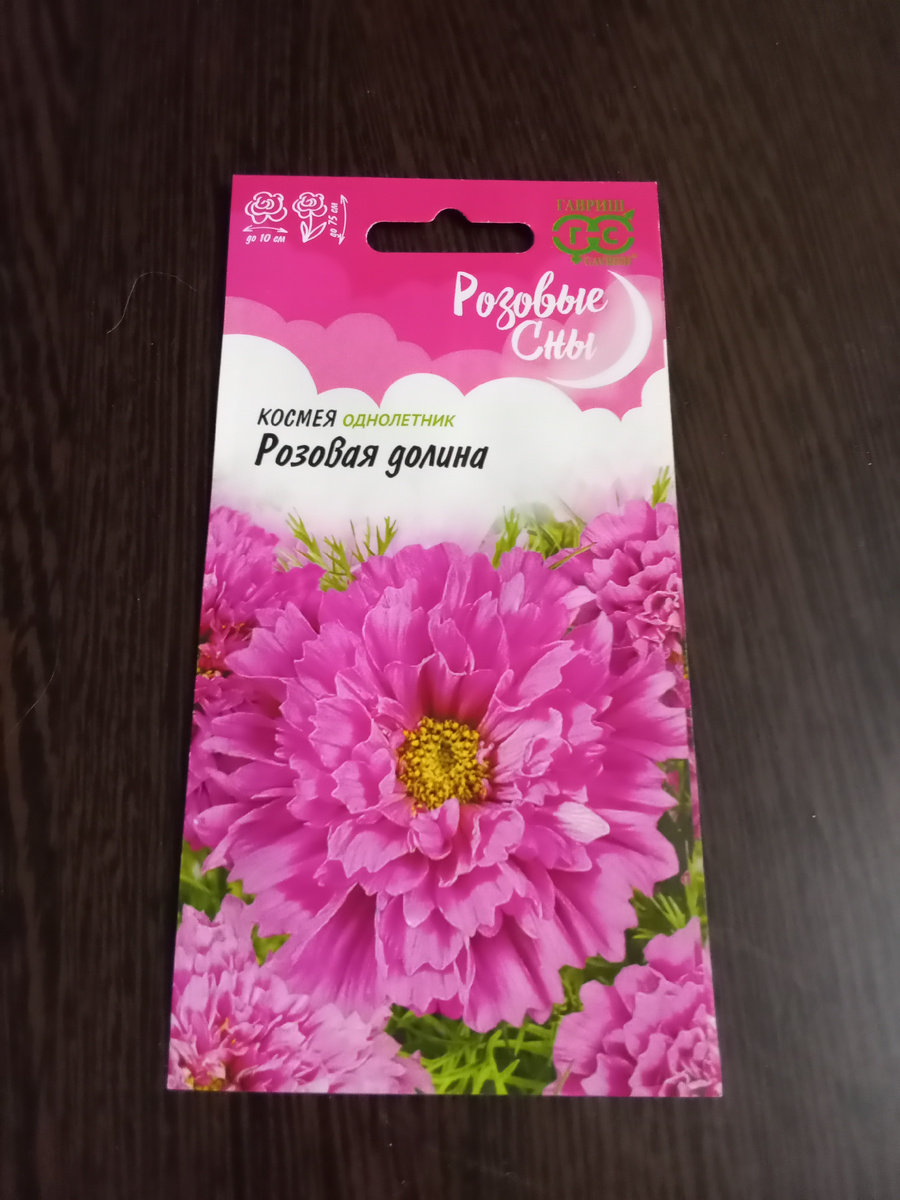 до 10 см
до 75 см
ГАВРИШ
Г С
Розовые
Сны
КОСМЕЯ ОДНОЛЕТНИК
Розовая долина